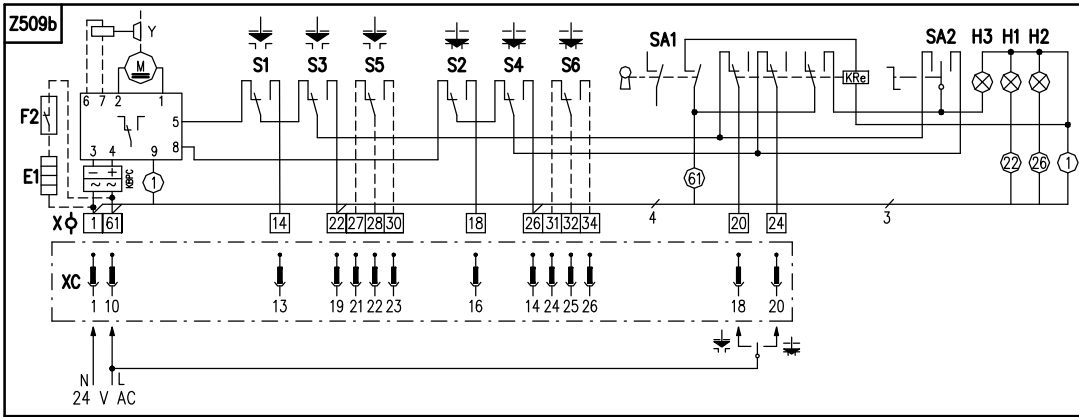 Z509b
Y
SA1
SA2 H3 H1 H2
M
S1 S3 S5 S2 S4 S6
KRe
6 7 2 1
F2
5
8
3 4 9
E1
− +
~ ~
KBPC
1
61
22 26 1
4 3
X 1 61 14 22 27 28 30 18 26 31 32 34 20 24
XC
1 10 13 19 21 22 23 16 14 24 25 26 18 20
N L
24 V AC